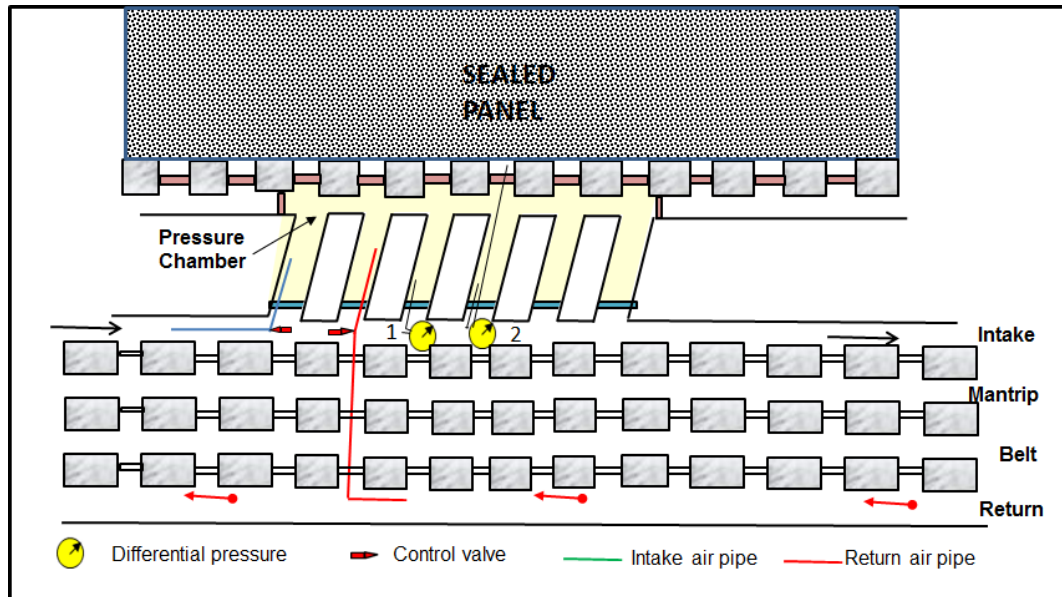 SEALED
PANEL
Pressure
Chamber
1
2
Intake
Mantrip
Belt
Return
Differential pressure
Control valve
Intake air pipe
Return air pipe